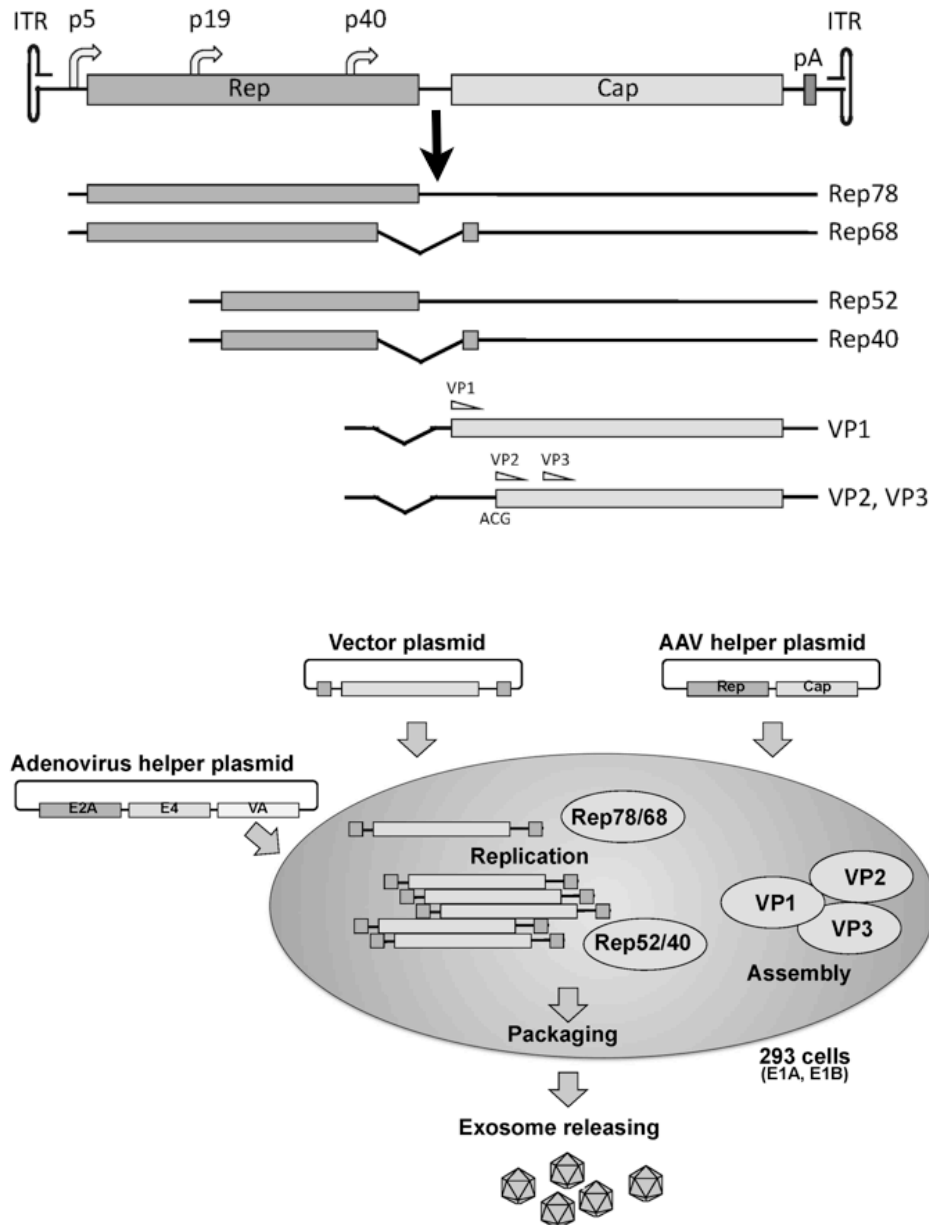 ITR p5 p19 p40 ITR
pA
Rep Cap
Rep78
Rep68
Rep52
Rep40
VP1
VP1
VP2 VP3
VP2, VP3
ACG
Vector plasmid
AAV helper plasmid
Rep Cap
Adenovirus helper plasmid
E2A E4 VA
Rep78/68
Replication
VP2
VP1
VP3
Rep52/40
Assembly
Packaging
293 cells
(E1A, E1B)
Exosome releasing